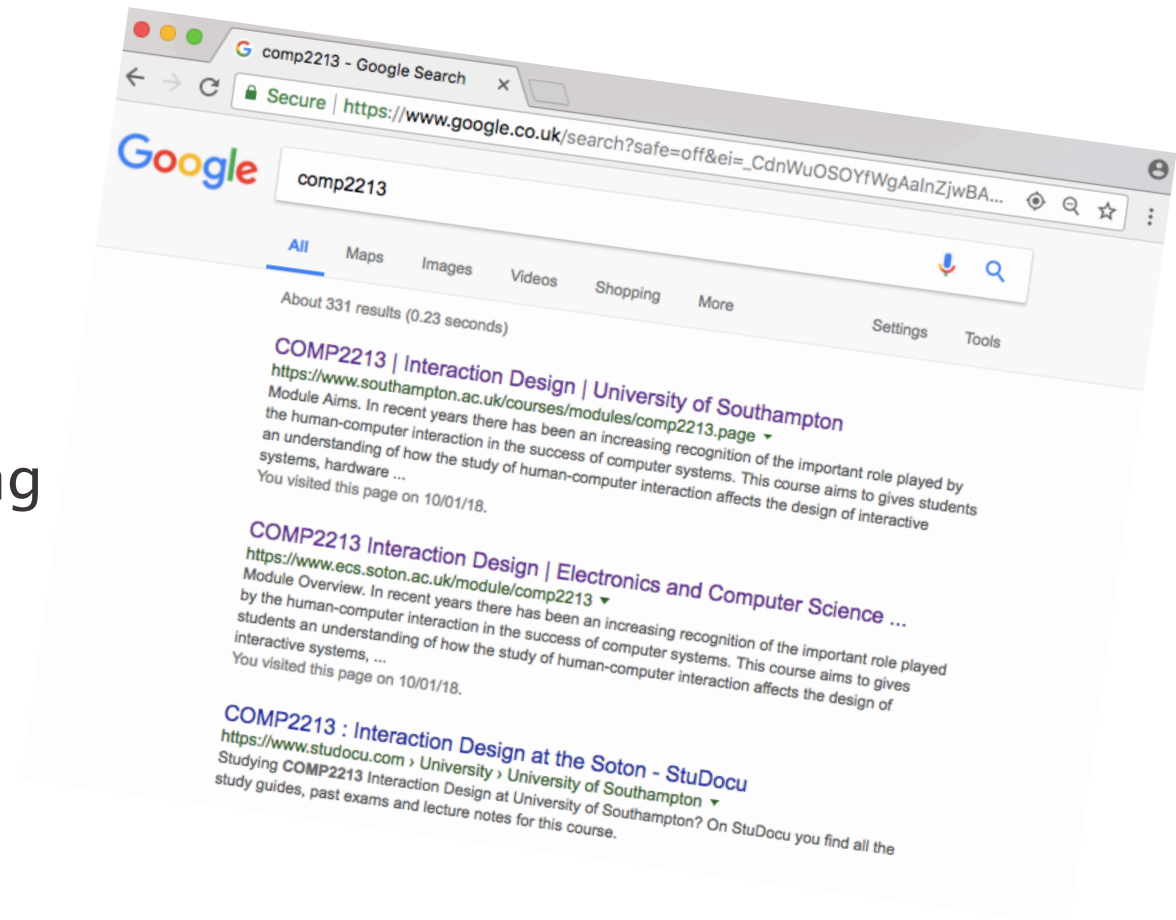 comp2213 - Google Search
Secure | https://www.google.co.uk/search?safe=off&ei=_CdnWuOSOYfWgAaInZjwBA...
Google
comp2213
All Maps Images Videos Shopping More Settings Tools
About 331 results (0.23 seconds)
COMP2213 | Interaction Design | University of Southampton
https://www.southampton.ac.uk/courses/modules/comp2213.page
Module Aims. In recent years there has been an increasing recognition of the important role played by
the human-computer interaction in the success of computer systems. This course aims to gives students
an understanding of how the study of human-computer interaction affects the design of interactive
systems, hardware ...
You visited this page on 10/01/18.
COMP2213 Interaction Design | Electronics and Computer Science ...
https://www.ecs.soton.ac.uk/module/comp2213
Module Overview. In recent years there has been an increasing recognition of the important role played
by the human-computer interaction in the success of computer systems. This course aims to gives
students an understanding of how the study of human-computer interaction affects the design of
interactive systems, ...
You visited this page on 10/01/18.
COMP2213 : Interaction Design at the Soton - StuDocu
https://www.studocu.com › University › University of Southampton
Studying COMP2213 Interaction Design at University of Southampton? On StuDocu you find all the
study guides, past exams and lecture notes for this course.